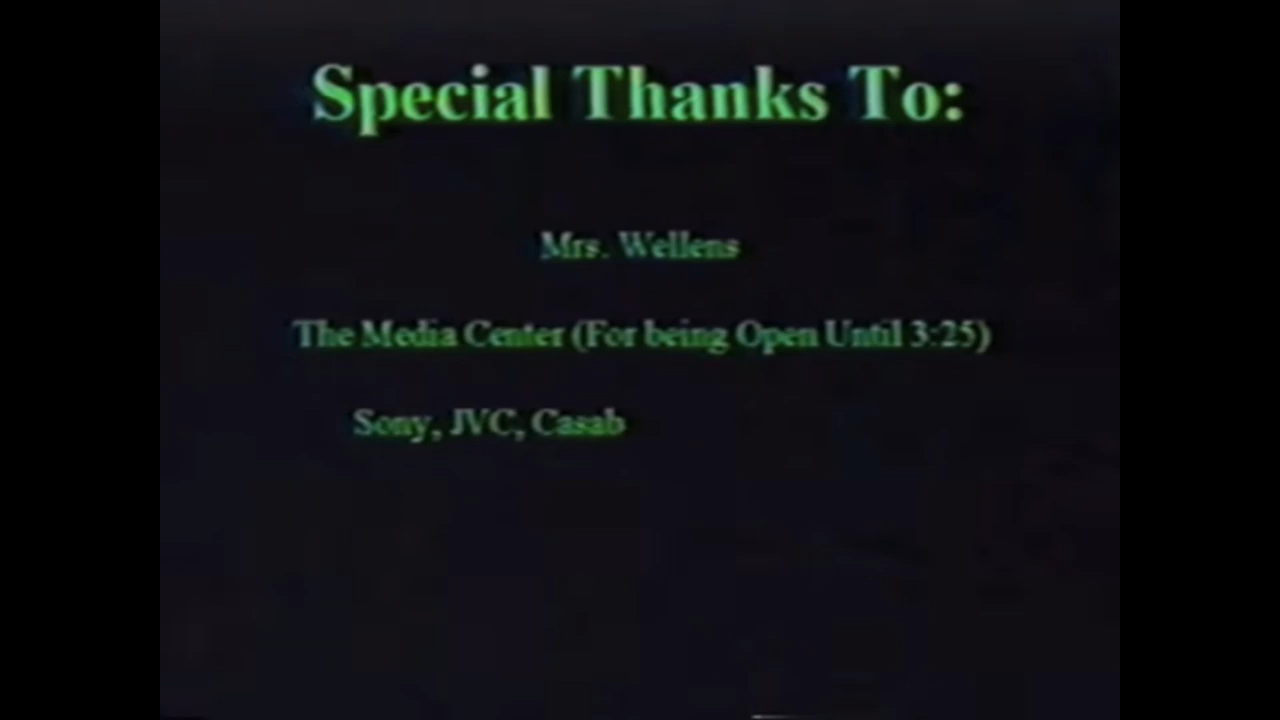 Special Thanks To:
Mrs. Wellens
The Media Center (For being Open Until 3:25)
Sony, JVC, Casab